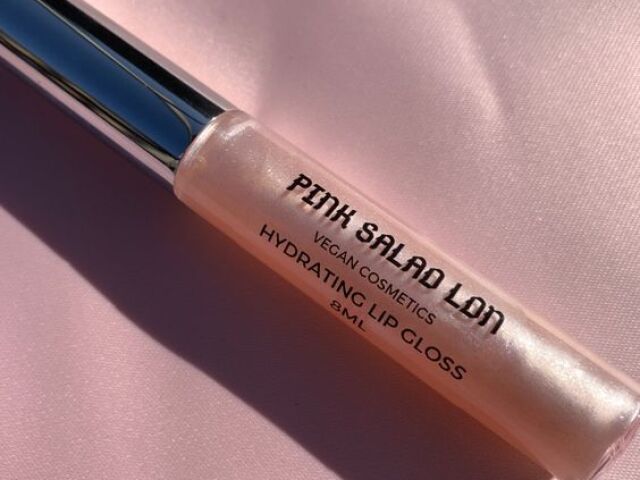 PINK SALAD LDN
VEGAN COSMETICS
HYDRATING LIP GLOSS
8ML